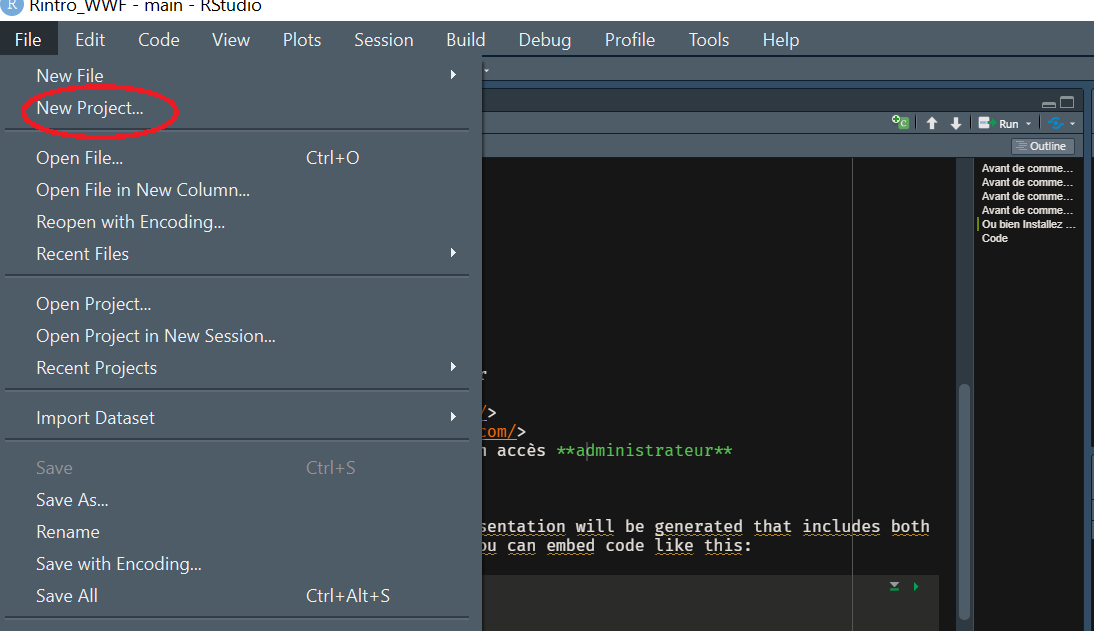 R Rintro_WWF - main - RStudio
File Edit Code View Plots Session Build Debug Profile Tools Help
New File
New Project...
Open File... Ctrl+O
Open File in New Column...
Reopen with Encoding...
Recent Files
Open Project...
Open Project in New Session...
Recent Projects
Import Dataset
Save Ctrl+S
Save As...
Rename
Save with Encoding...
Save All Ctrl+Alt+S
Run
Outline
/>
com/>
n accès **administrateur**
sentation will be generated that includes both
ou can embed code like this:
Avant de comme...
Avant de comme...
Avant de comme...
Avant de comme...
Ou bien Installez ...
Code